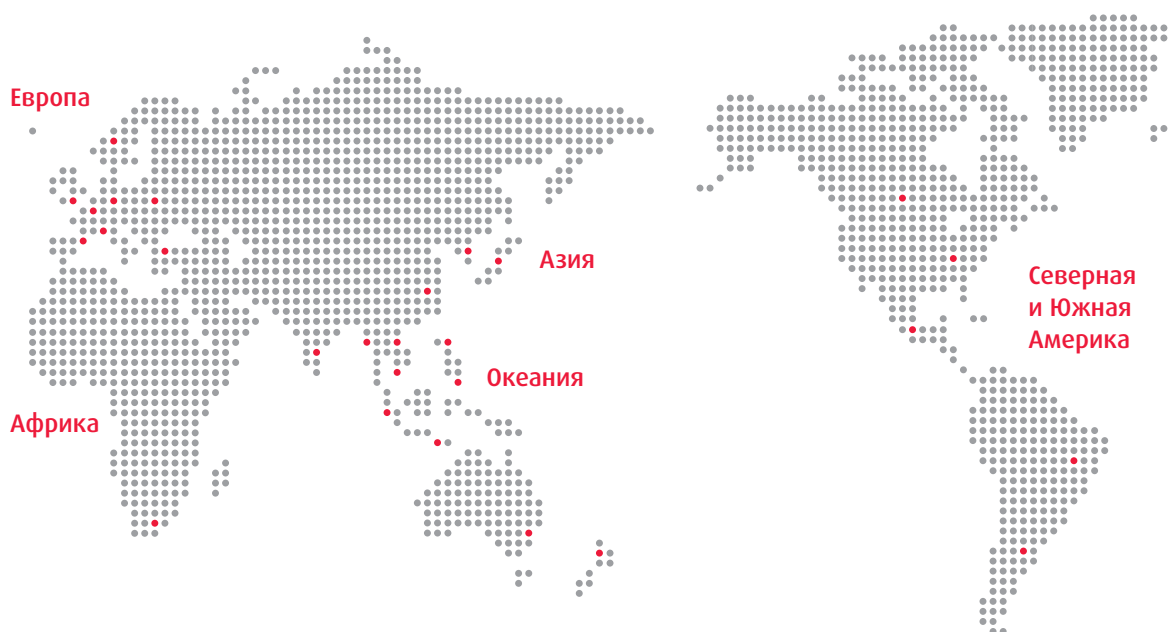 Европа
Азия
Северная
и Южная
Америка
Океания
Африка